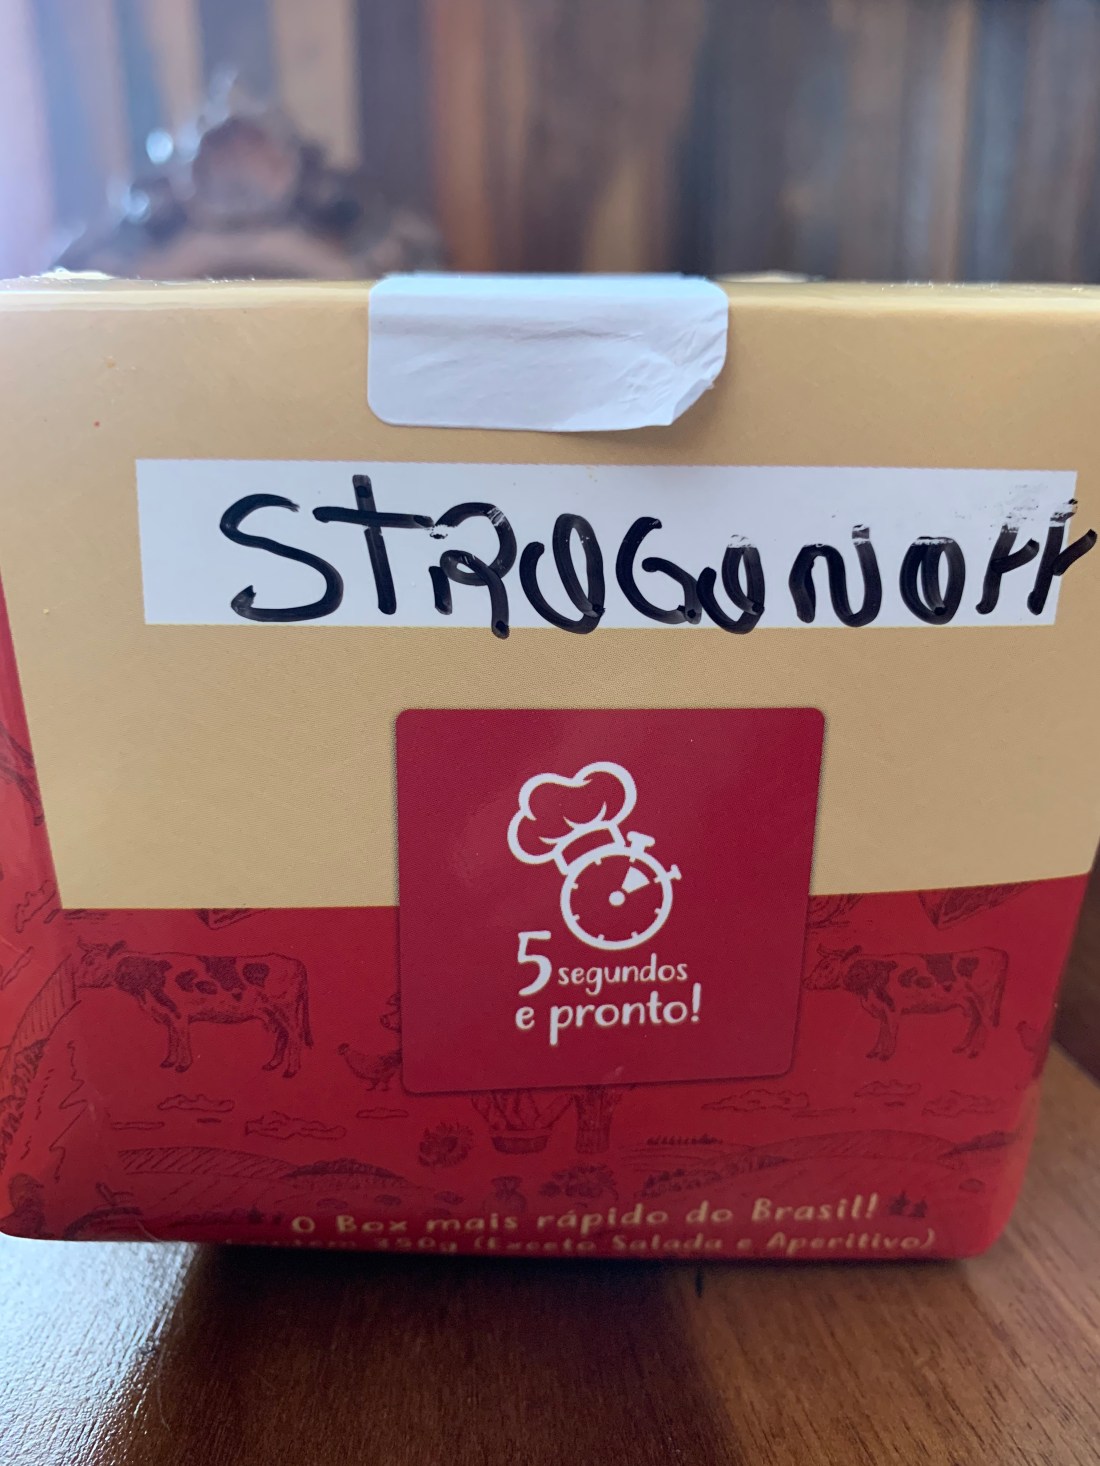 STROGONOFF
5 segundos
e pronto!
O Box mais rápido do Brasil!
350g (Exceto Salada e Aperitivo)